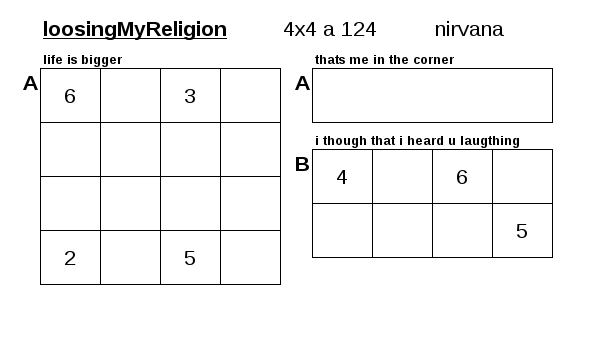 loosingMyReligion 4x4 a 124 nirvana
life is bigger
A
6 3
2 5
thats me in the corner
A
i though that i heard u laugthing
B
4 6
5